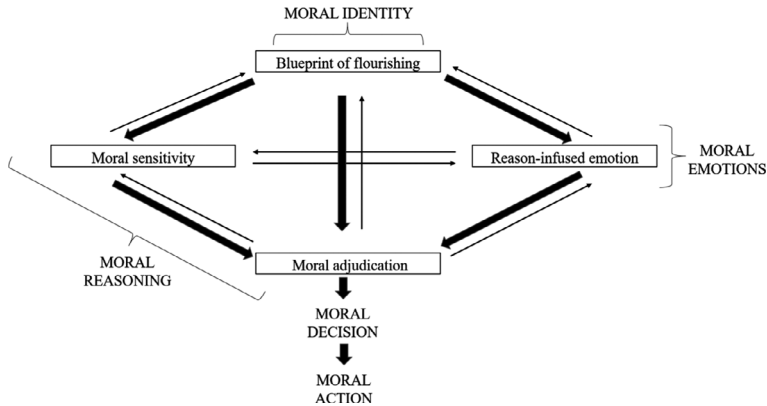 MORAL IDENTITY
Blueprint of flourishing
Moral sensitivity
Reason-infused emotion
MORAL
EMOTIONS
MORAL
REASONING
Moral adjudication
MORAL
DECISION
MORAL
ACTION